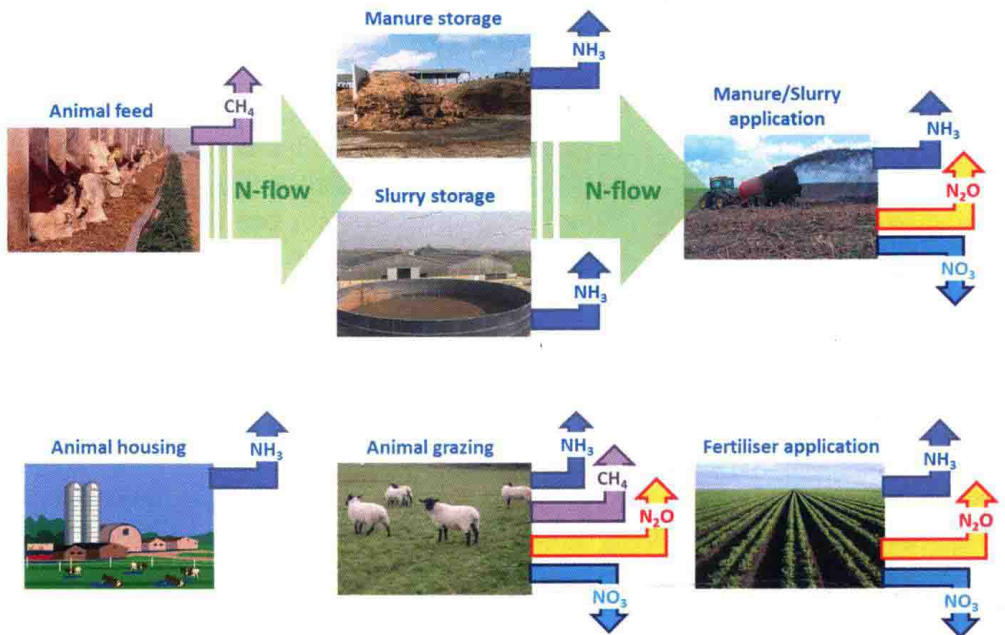 Manure storage
NH₃
Animal feed
CH₄
Manure/Slurry
application
NH₃
N-flow
N-flow
N₂O
Slurry storage
NO₃
NH₃
Animal housing
NH₃
Animal grazing
NH₃
CH₄
N₂O
NO₃
Fertiliser application
NH₃
N₂O
NO₃